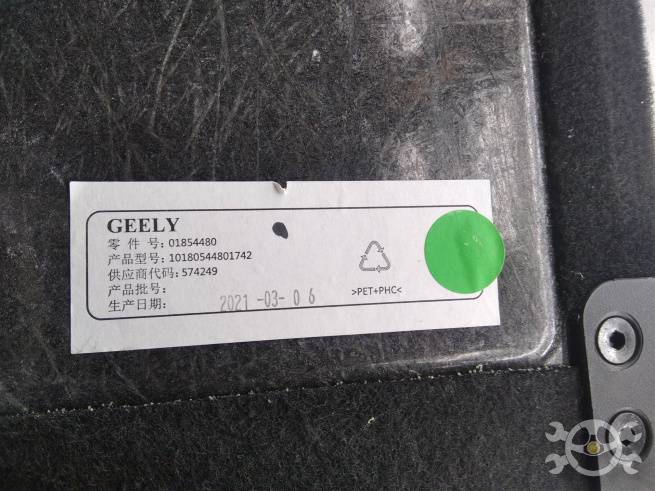 GEELY
零 件 号: 01854480
产品型号: 10180544801742
供应商代码: 574249
产品批号:
生产日期: 2021-03-06
>PET+PHC<